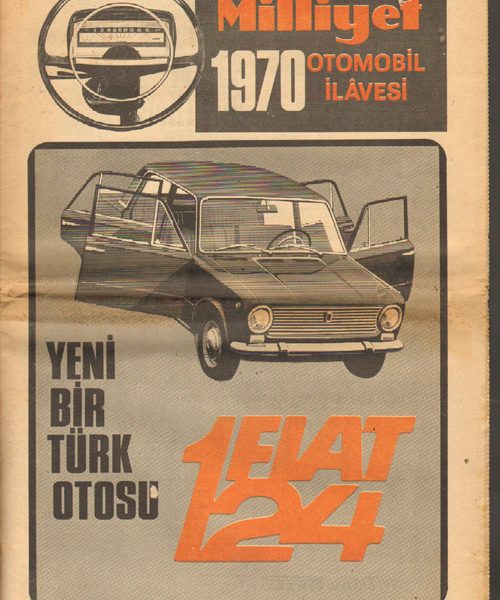 Milliyet
1970 OTOMOBİL
İLÂVESİ
YENİ
BİR
TÜRK
OTOSU
FIAT
124